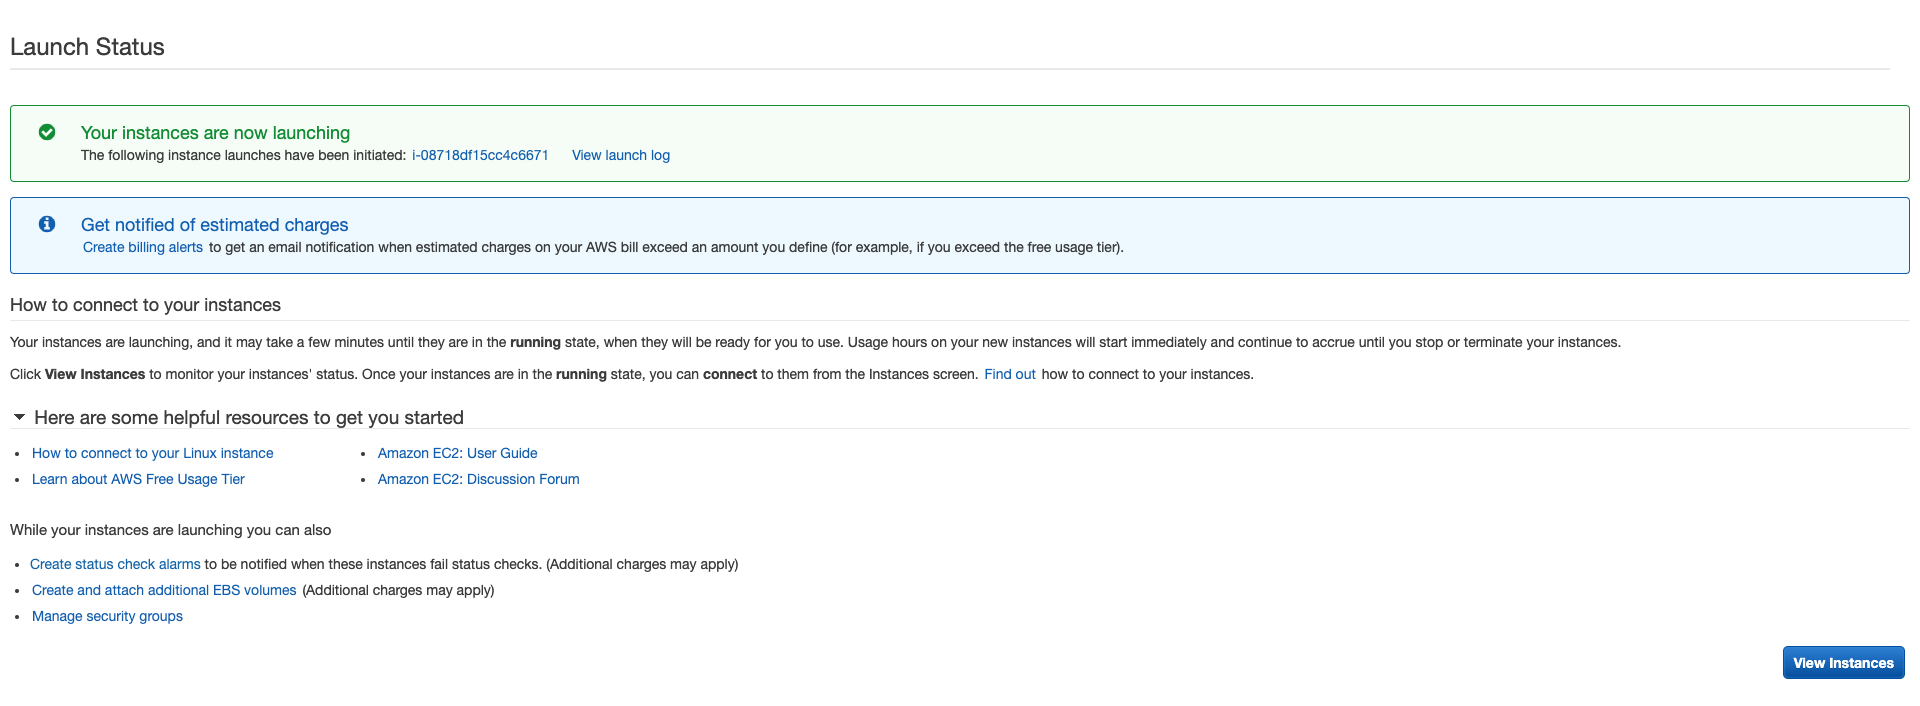 Launch Status
Your instances are now launching
The following instance launches have been initiated: i-08718df15cc4c6671 View launch log
Get notified of estimated charges
Create billing alerts to get an email notification when estimated charges on your AWS bill exceed an amount you define (for example, if you exceed the free usage tier).
How to connect to your instances
Your instances are launching, and it may take a few minutes until they are in the running state, when they will be ready for you to use. Usage hours on your new instances will start immediately and continue to accrue until you stop or terminate your instances.
Click View Instances to monitor your instances' status. Once your instances are in the running state, you can connect to them from the Instances screen. Find out how to connect to your instances.
Here are some helpful resources to get you started
• How to connect to your Linux instance
• Learn about AWS Free Usage Tier
• Amazon EC2: User Guide
• Amazon EC2: Discussion Forum
While your instances are launching you can also
• Create status check alarms to be notified when these instances fail status checks. (Additional charges may apply)
• Create and attach additional EBS volumes (Additional charges may apply)
• Manage security groups
View Instances